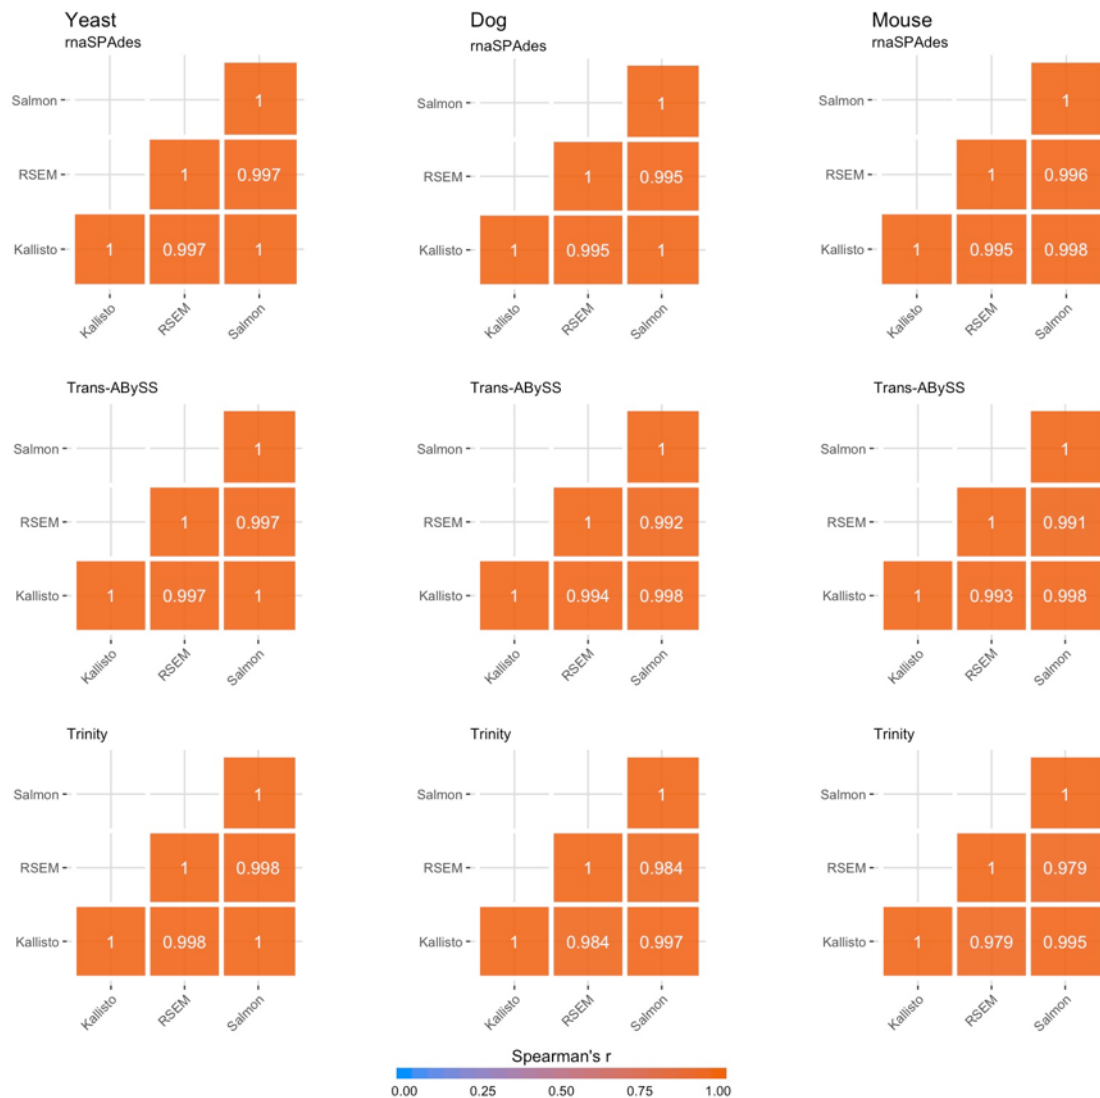 Yeast Dog Mouse
rnaSPAdes rnaSPAdes rnaSPAdes
Salmon 1 Salmon 1 Salmon 1
RSEM 1 0.997 RSEM 1 0.995 RSEM 1 0.996
Kallisto 1 0.997 1 Kallisto 1 0.995 1 Kallisto 1 0.995 0.998
Kallisto RSEM Salmon Kallisto RSEM Salmon Kallisto RSEM Salmon
Trans-ABySS Trans-ABySS Trans-ABySS
Salmon 1 Salmon 1 Salmon 1
RSEM 1 0.997 RSEM 1 0.992 RSEM 1 0.991
Kallisto 1 0.997 1 Kallisto 1 0.994 0.998 Kallisto 1 0.993 0.998
Kallisto RSEM Salmon Kallisto RSEM Salmon Kallisto RSEM Salmon
Trinity Trinity Trinity
Salmon 1 Salmon 1 Salmon 1
RSEM 1 0.998 RSEM 1 0.984 RSEM 1 0.979
Kallisto 1 0.998 1 Kallisto 1 0.984 0.997 Kallisto 1 0.979 0.995
Kallisto RSEM Salmon Kallisto RSEM Salmon Kallisto RSEM Salmon
Spearman's r
0.00 0.25 0.50 0.75 1.00